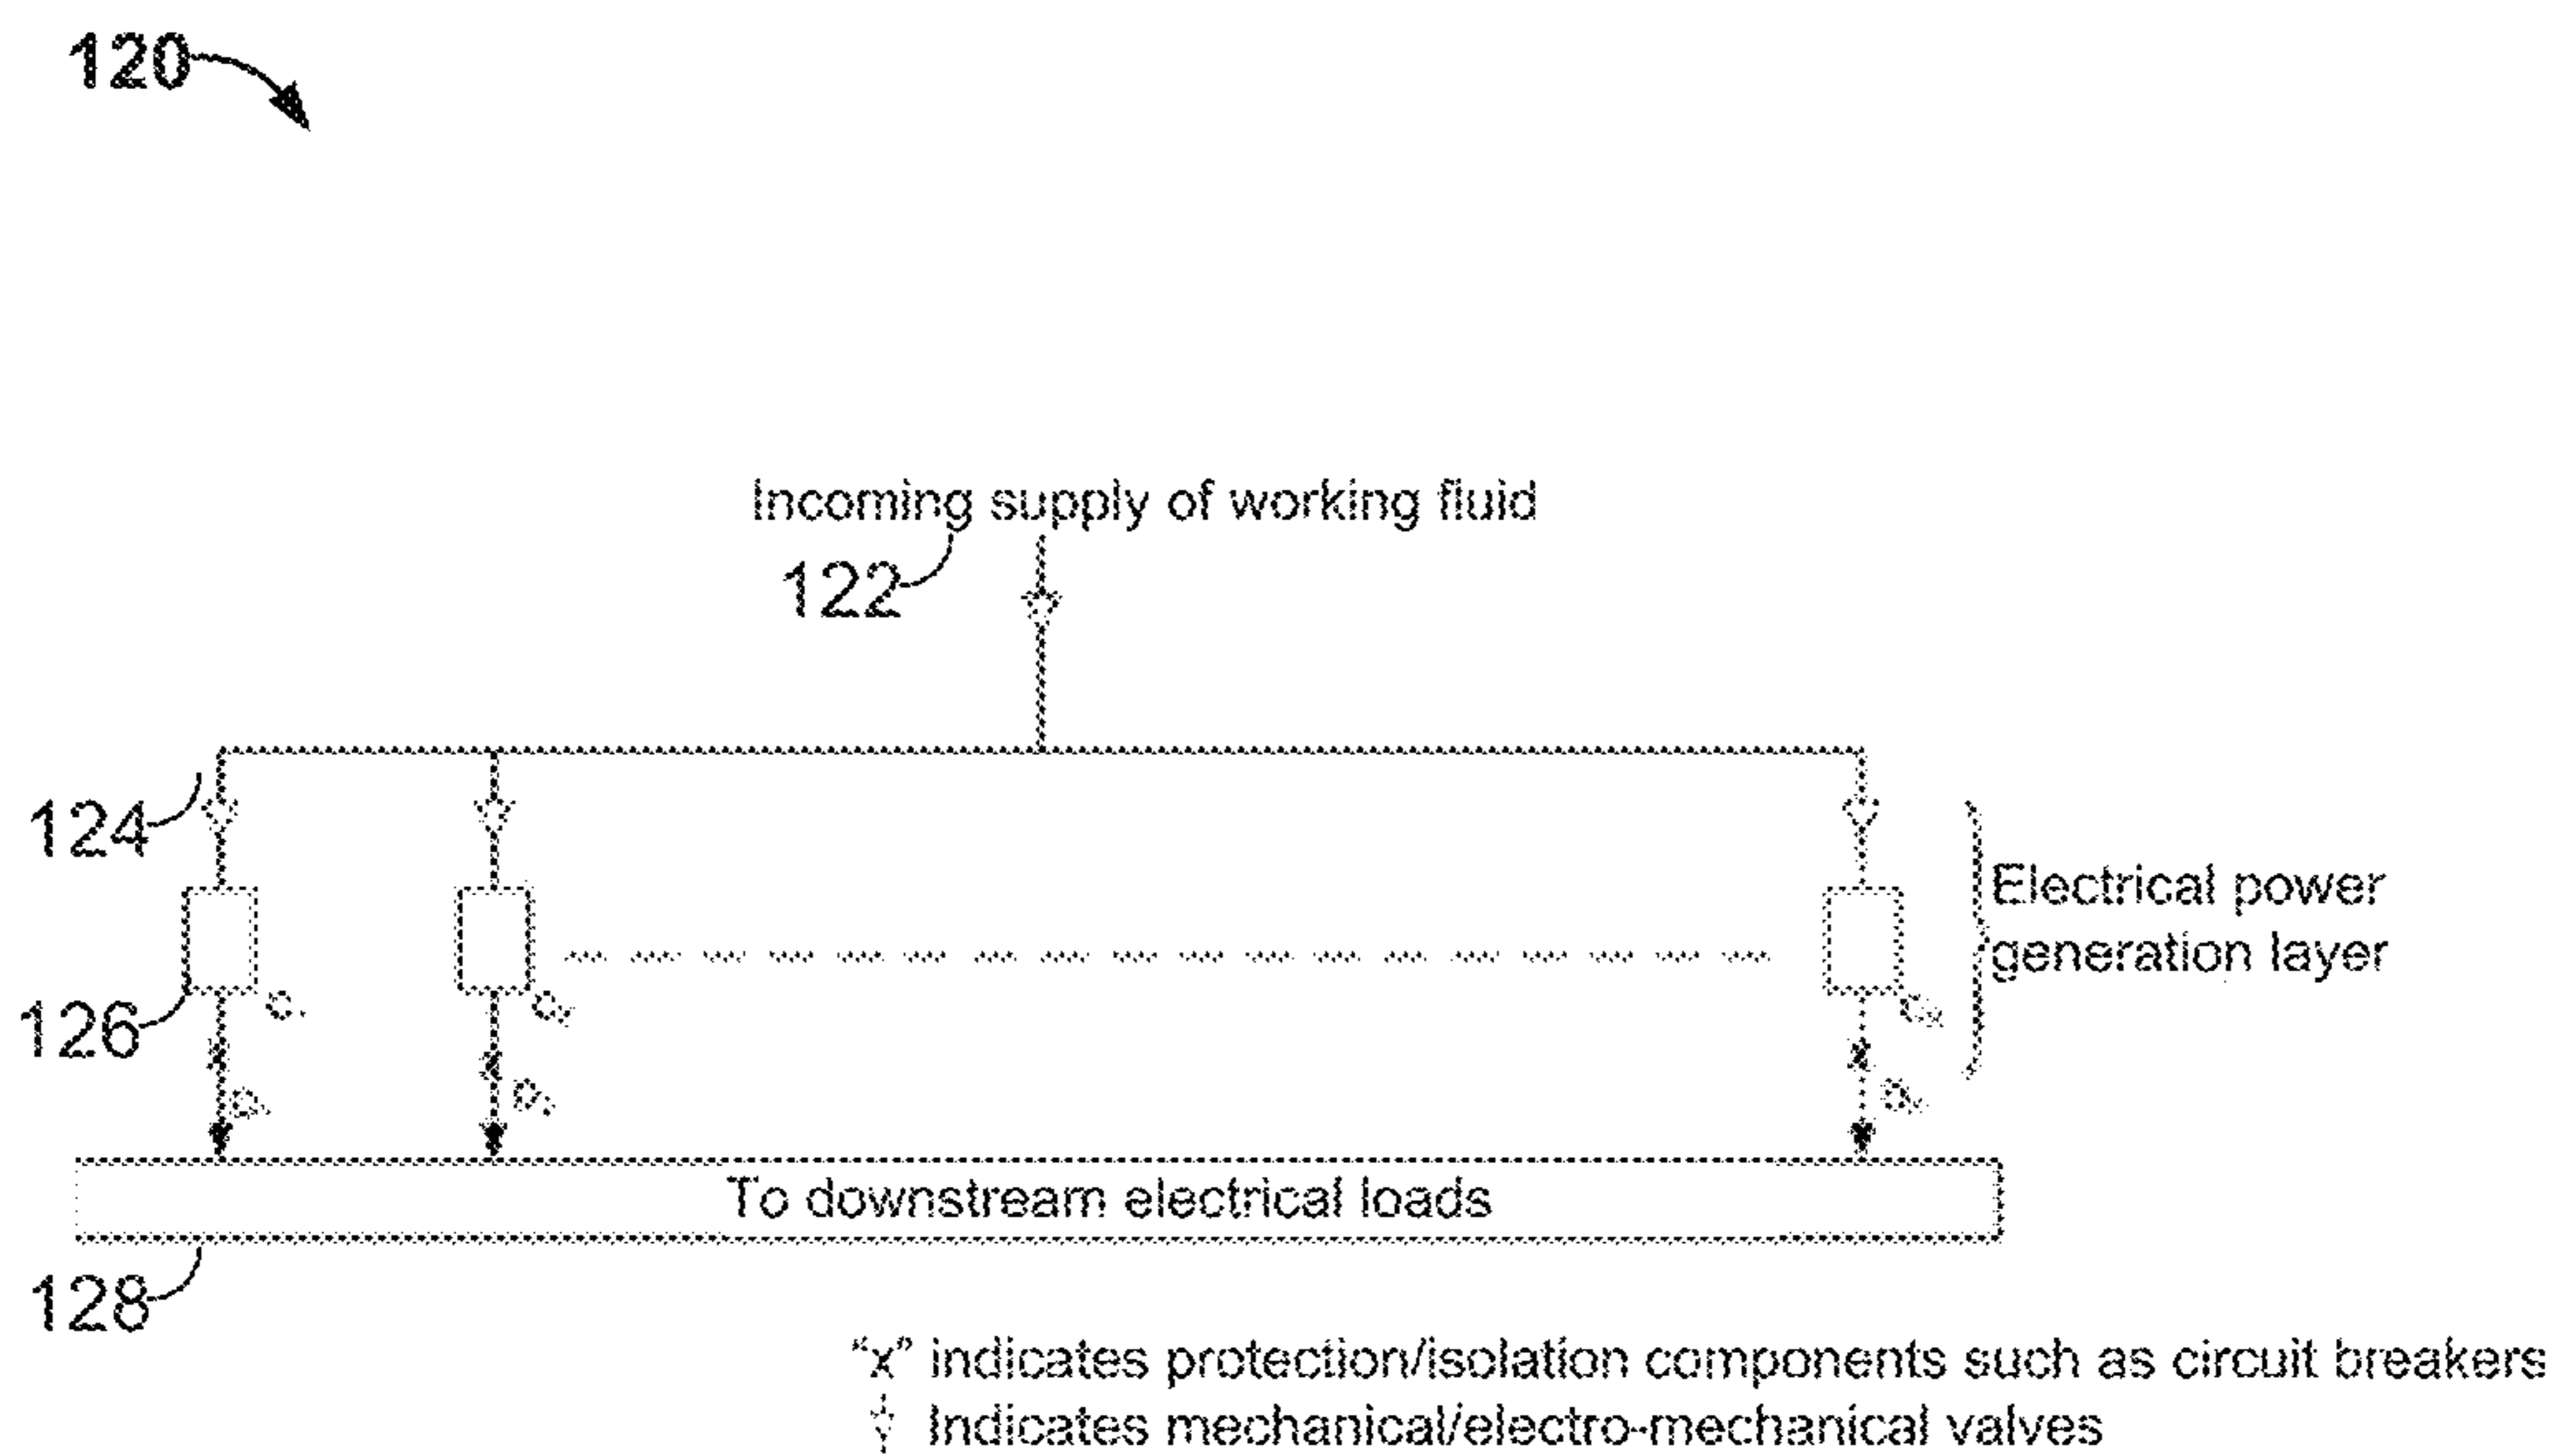 120
Incoming supply of working fluid
122
124
Electrical power
generation layer
126
To downstream electrical loads
128
“x” indicates protection/isolation components such as circuit breakers
Indicates mechanical/electro-mechanical valves